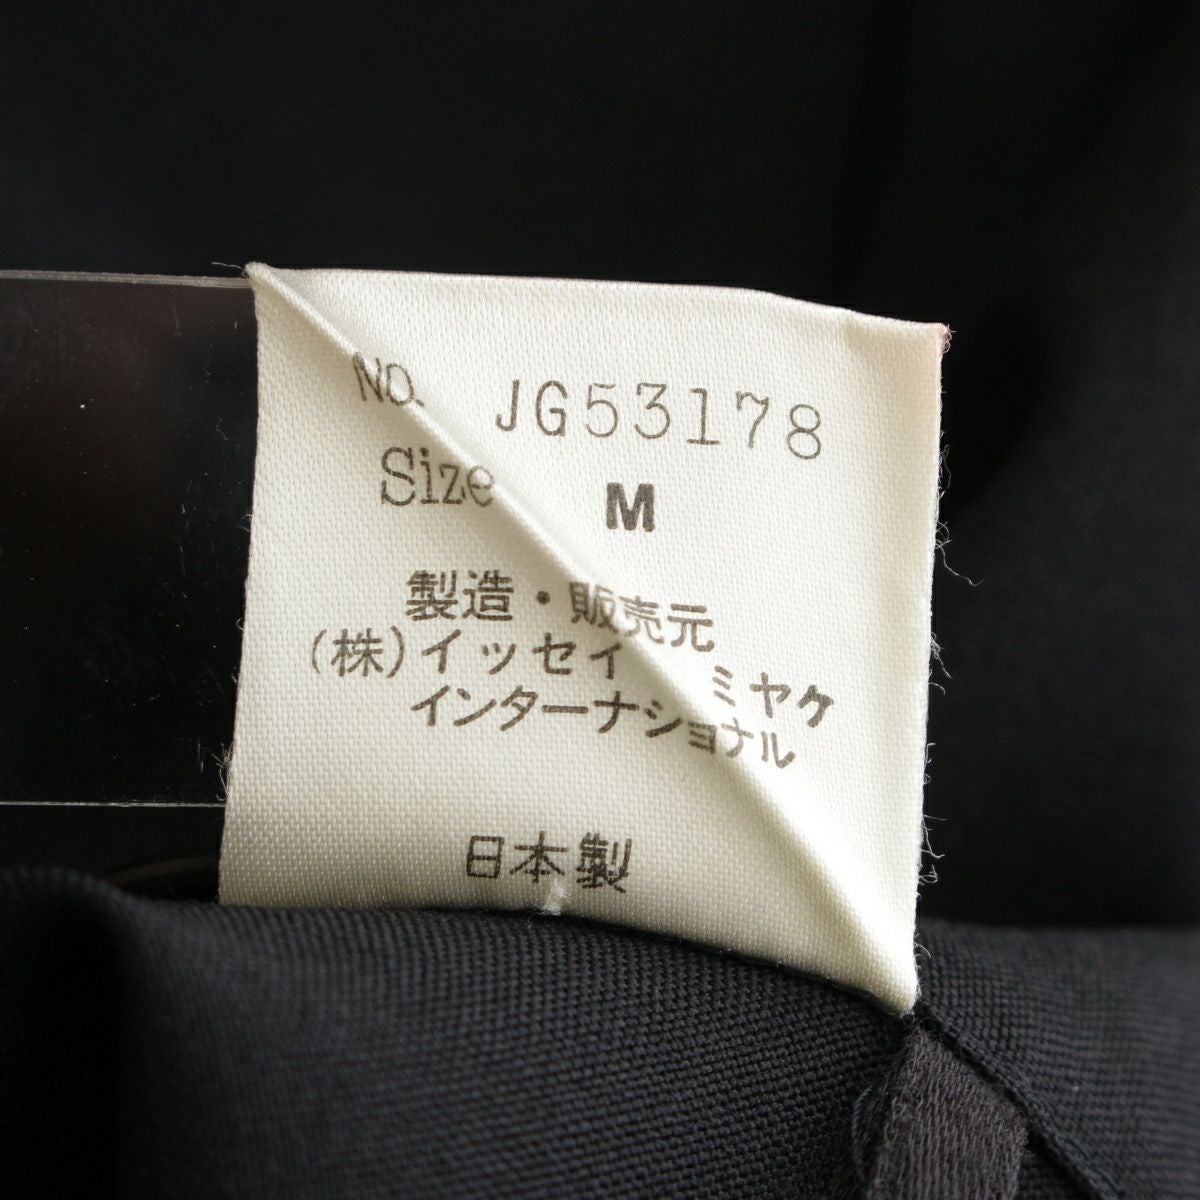 No. JG53178
Size M
製造・販売元
(株)イッセイ ミヤケ
インターナショナル
日本製